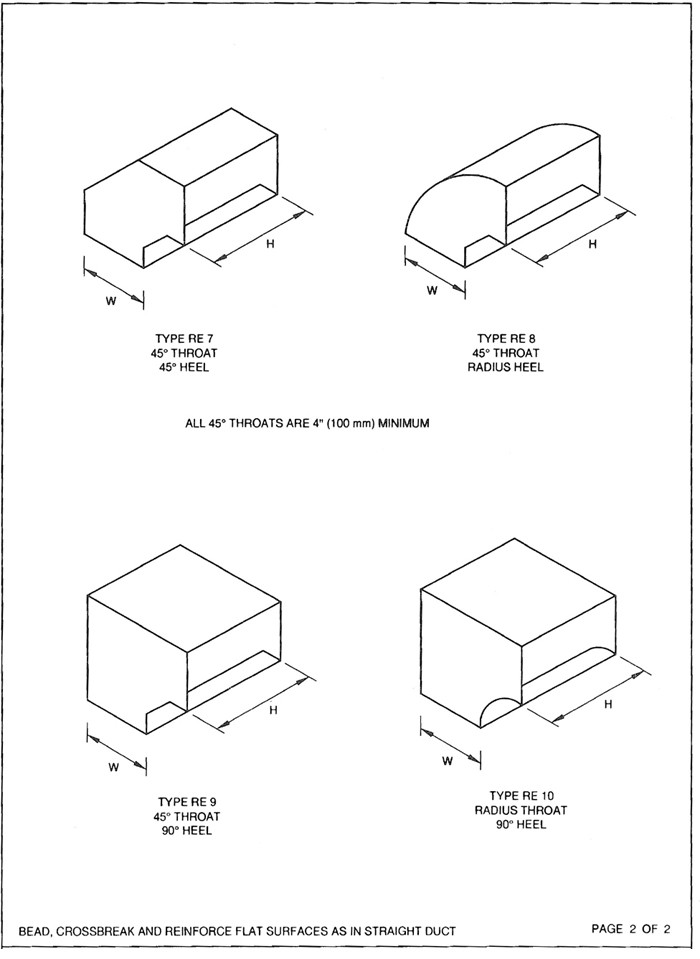 H
W
H
W
TYPE RE 7
45° THROAT
45° HEEL
TYPE RE 8
45° THROAT
RADIUS HEEL
ALL 45° THROATS ARE 4" (100 mm) MINIMUM
H
W
H
W
TYPE RE 9
45° THROAT
90° HEEL
TYPE RE 10
RADIUS THROAT
90° HEEL
BEAD, CROSSBREAK AND REINFORCE FLAT SURFACES AS IN STRAIGHT DUCT
PAGE 2 OF 2